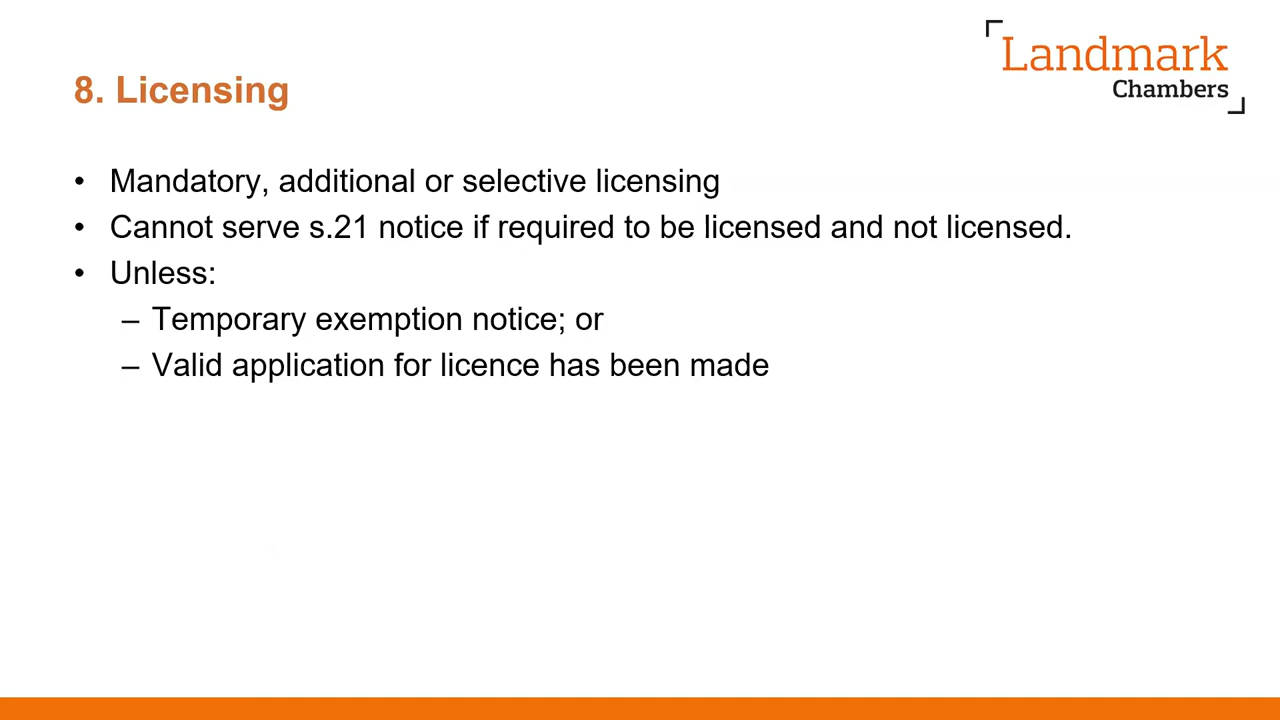 Landmark
Chambers
8. Licensing
• Mandatory, additional or selective licensing
• Cannot serve s.21 notice if required to be licensed and not licensed.
• Unless:
– Temporary exemption notice; or
– Valid application for licence has been made